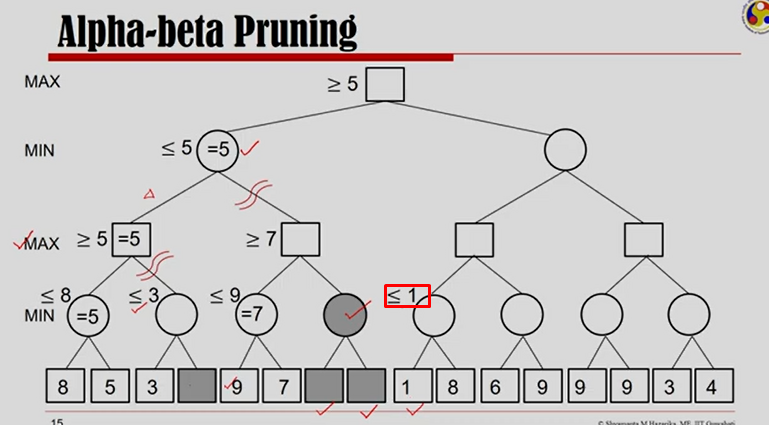 Alpha-beta Pruning
MAX ≥ 5
MIN ≤ 5 =5
MAX ≥ 5 =5 ≥ 7
≤ 8 ≤ 3 ≤ 9 ≤ 1
MIN =5 =7
8 5 3 9 7 1 8 6 9 9 9 3 4
15 © Shyamanta M Hazarika, ME, IIT Guwahati